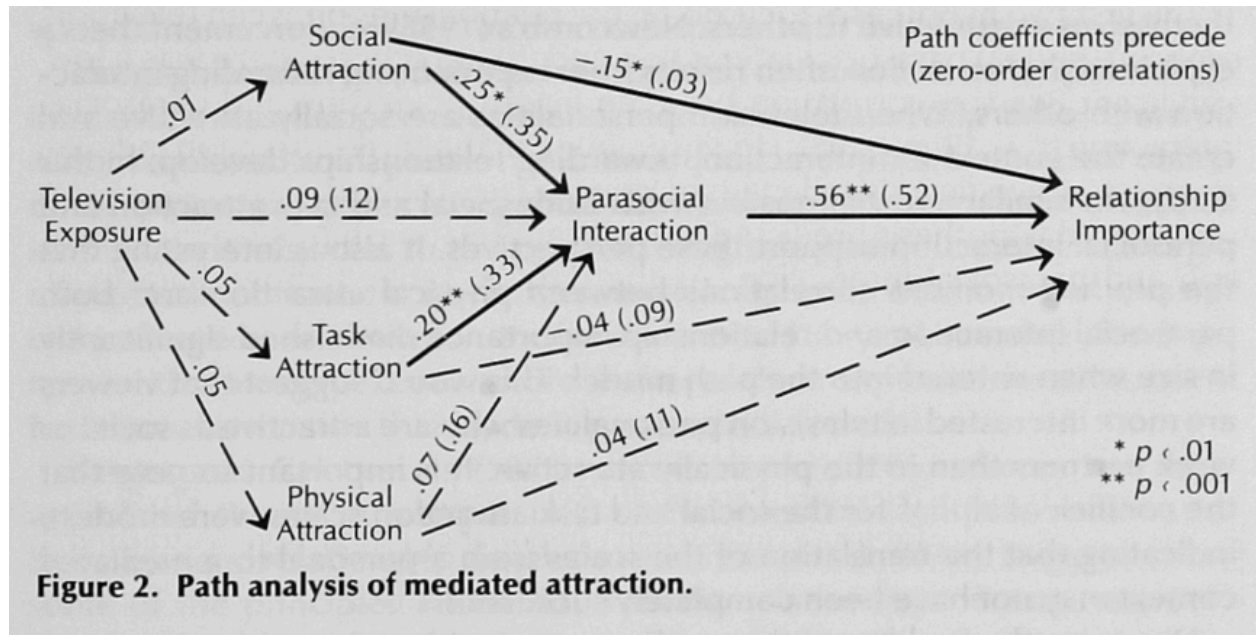 Social
Attraction
Path coefficients precede
(zero-order correlations)
−.15* (.03)
.25* (.35)
.01
Television
Exposure
.09 (.12)
Parasocial
Interaction
.56** (.52)
Relationship
Importance
.05
.20** (.33)
Task
Attraction
−.04 (.09)
.05
.07 (.16)
.04 (.11)
Physical
Attraction
* p < .01
** p < .001
Figure 2. Path analysis of mediated attraction.